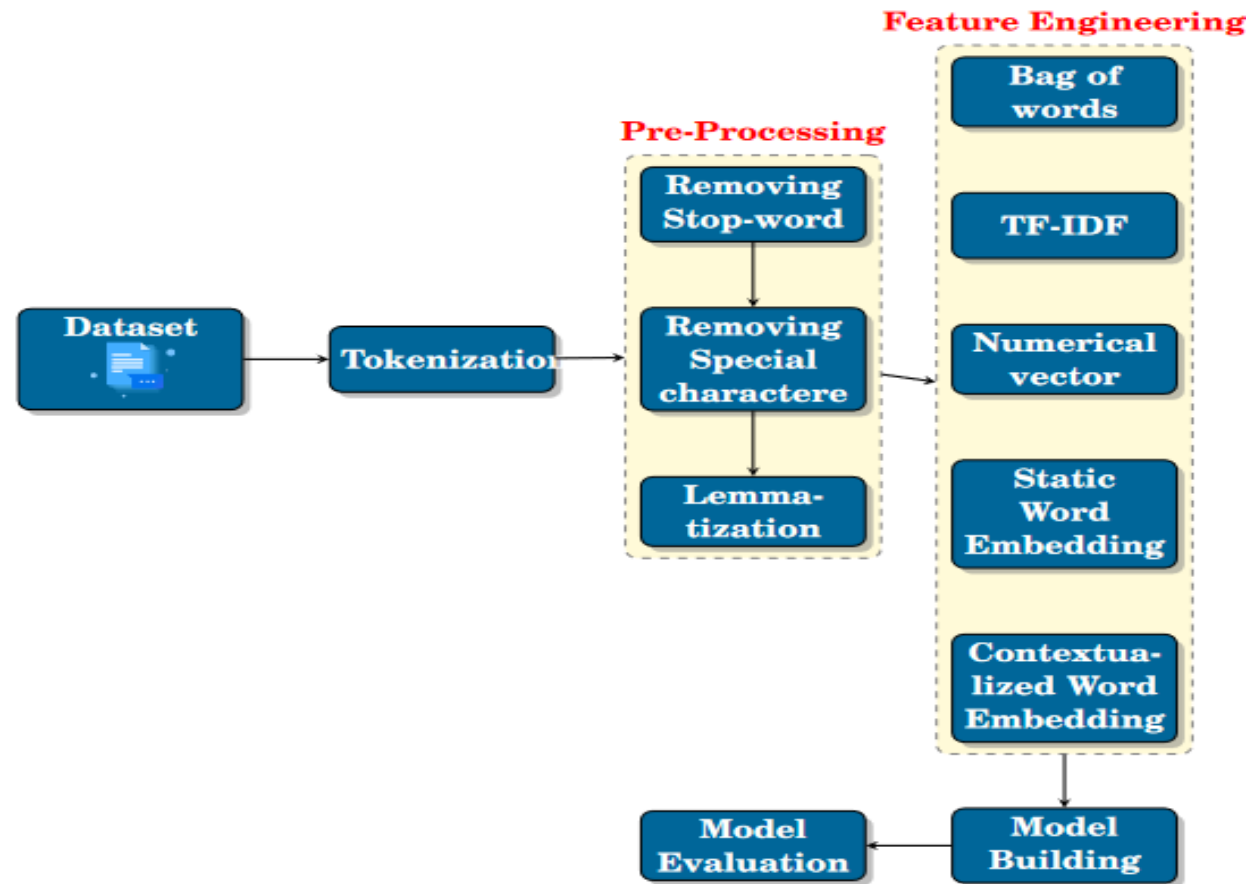 Feature Engineering
Bag of
words
TF-IDF
Numerical
vector
Static
Word
Embedding
Contextua-
lized Word
Embedding
Pre-Processing
Removing
Stop-word
Removing
Special
charactere
Lemma-
tization
Dataset
Tokenization
Model
Evaluation
Model
Building